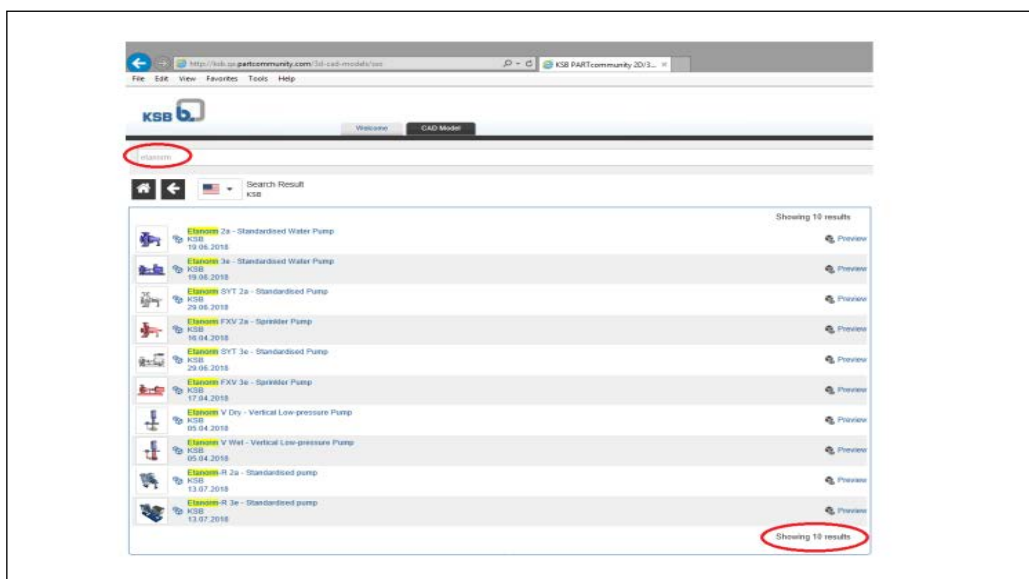 http://ksb.qa.partcommunity.com/3d-cad-models/sso
KSB PARTcommunity 2D/3... ×
File Edit View Favorites Tools Help
KSB b.
Welcome CAD Model
etanorm
Search Result
KSB
Showing 10 results
Etanorm 2a - Standardised Water Pump
KSB
19.06.2018
Preview
Etanorm 3e - Standardised Water Pump
KSB
19.06.2018
Preview
Etanorm SYT 2a - Standardised Pump
KSB
29.06.2018
Preview
Etanorm FXV 2a - Sprinkler Pump
KSB
16.04.2018
Preview
Etanorm SYT 3e - Standardised Pump
KSB
29.06.2018
Preview
Etanorm FXV 3e - Sprinkler Pump
KSB
17.04.2018
Preview
Etanorm V Dry - Vertical Low-pressure Pump
KSB
05.04.2018
Preview
Etanorm V Wet - Vertical Low-pressure Pump
KSB
05.04.2018
Preview
Etanorm-R 2a - Standardised pump
KSB
13.07.2018
Preview
Etanorm-R 3e - Standardised pump
KSB
13.07.2018
Preview
Showing 10 results